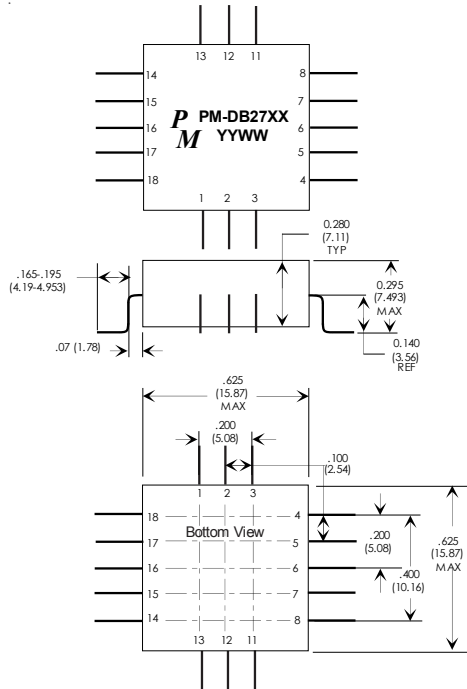 13 12 11
14 8
15 7
P PM-DB27XX
M YYWW
16 6
17 5
18 4
1 2 3
0.280
(7.11)
TYP
.165-.195
(4.19-4.953)
0.295
(7.493)
MAX
.07 (1.78)
0.140
(3.56)
REF
.625
(15.87)
MAX
.200
(5.08)
.100
(2.54)
1 2 3
18 4
Bottom View
17 5
.200
(5.08)
.625
(15.87)
MAX
16 6
.400
(10.16)
15 7
14 8
13 12 11